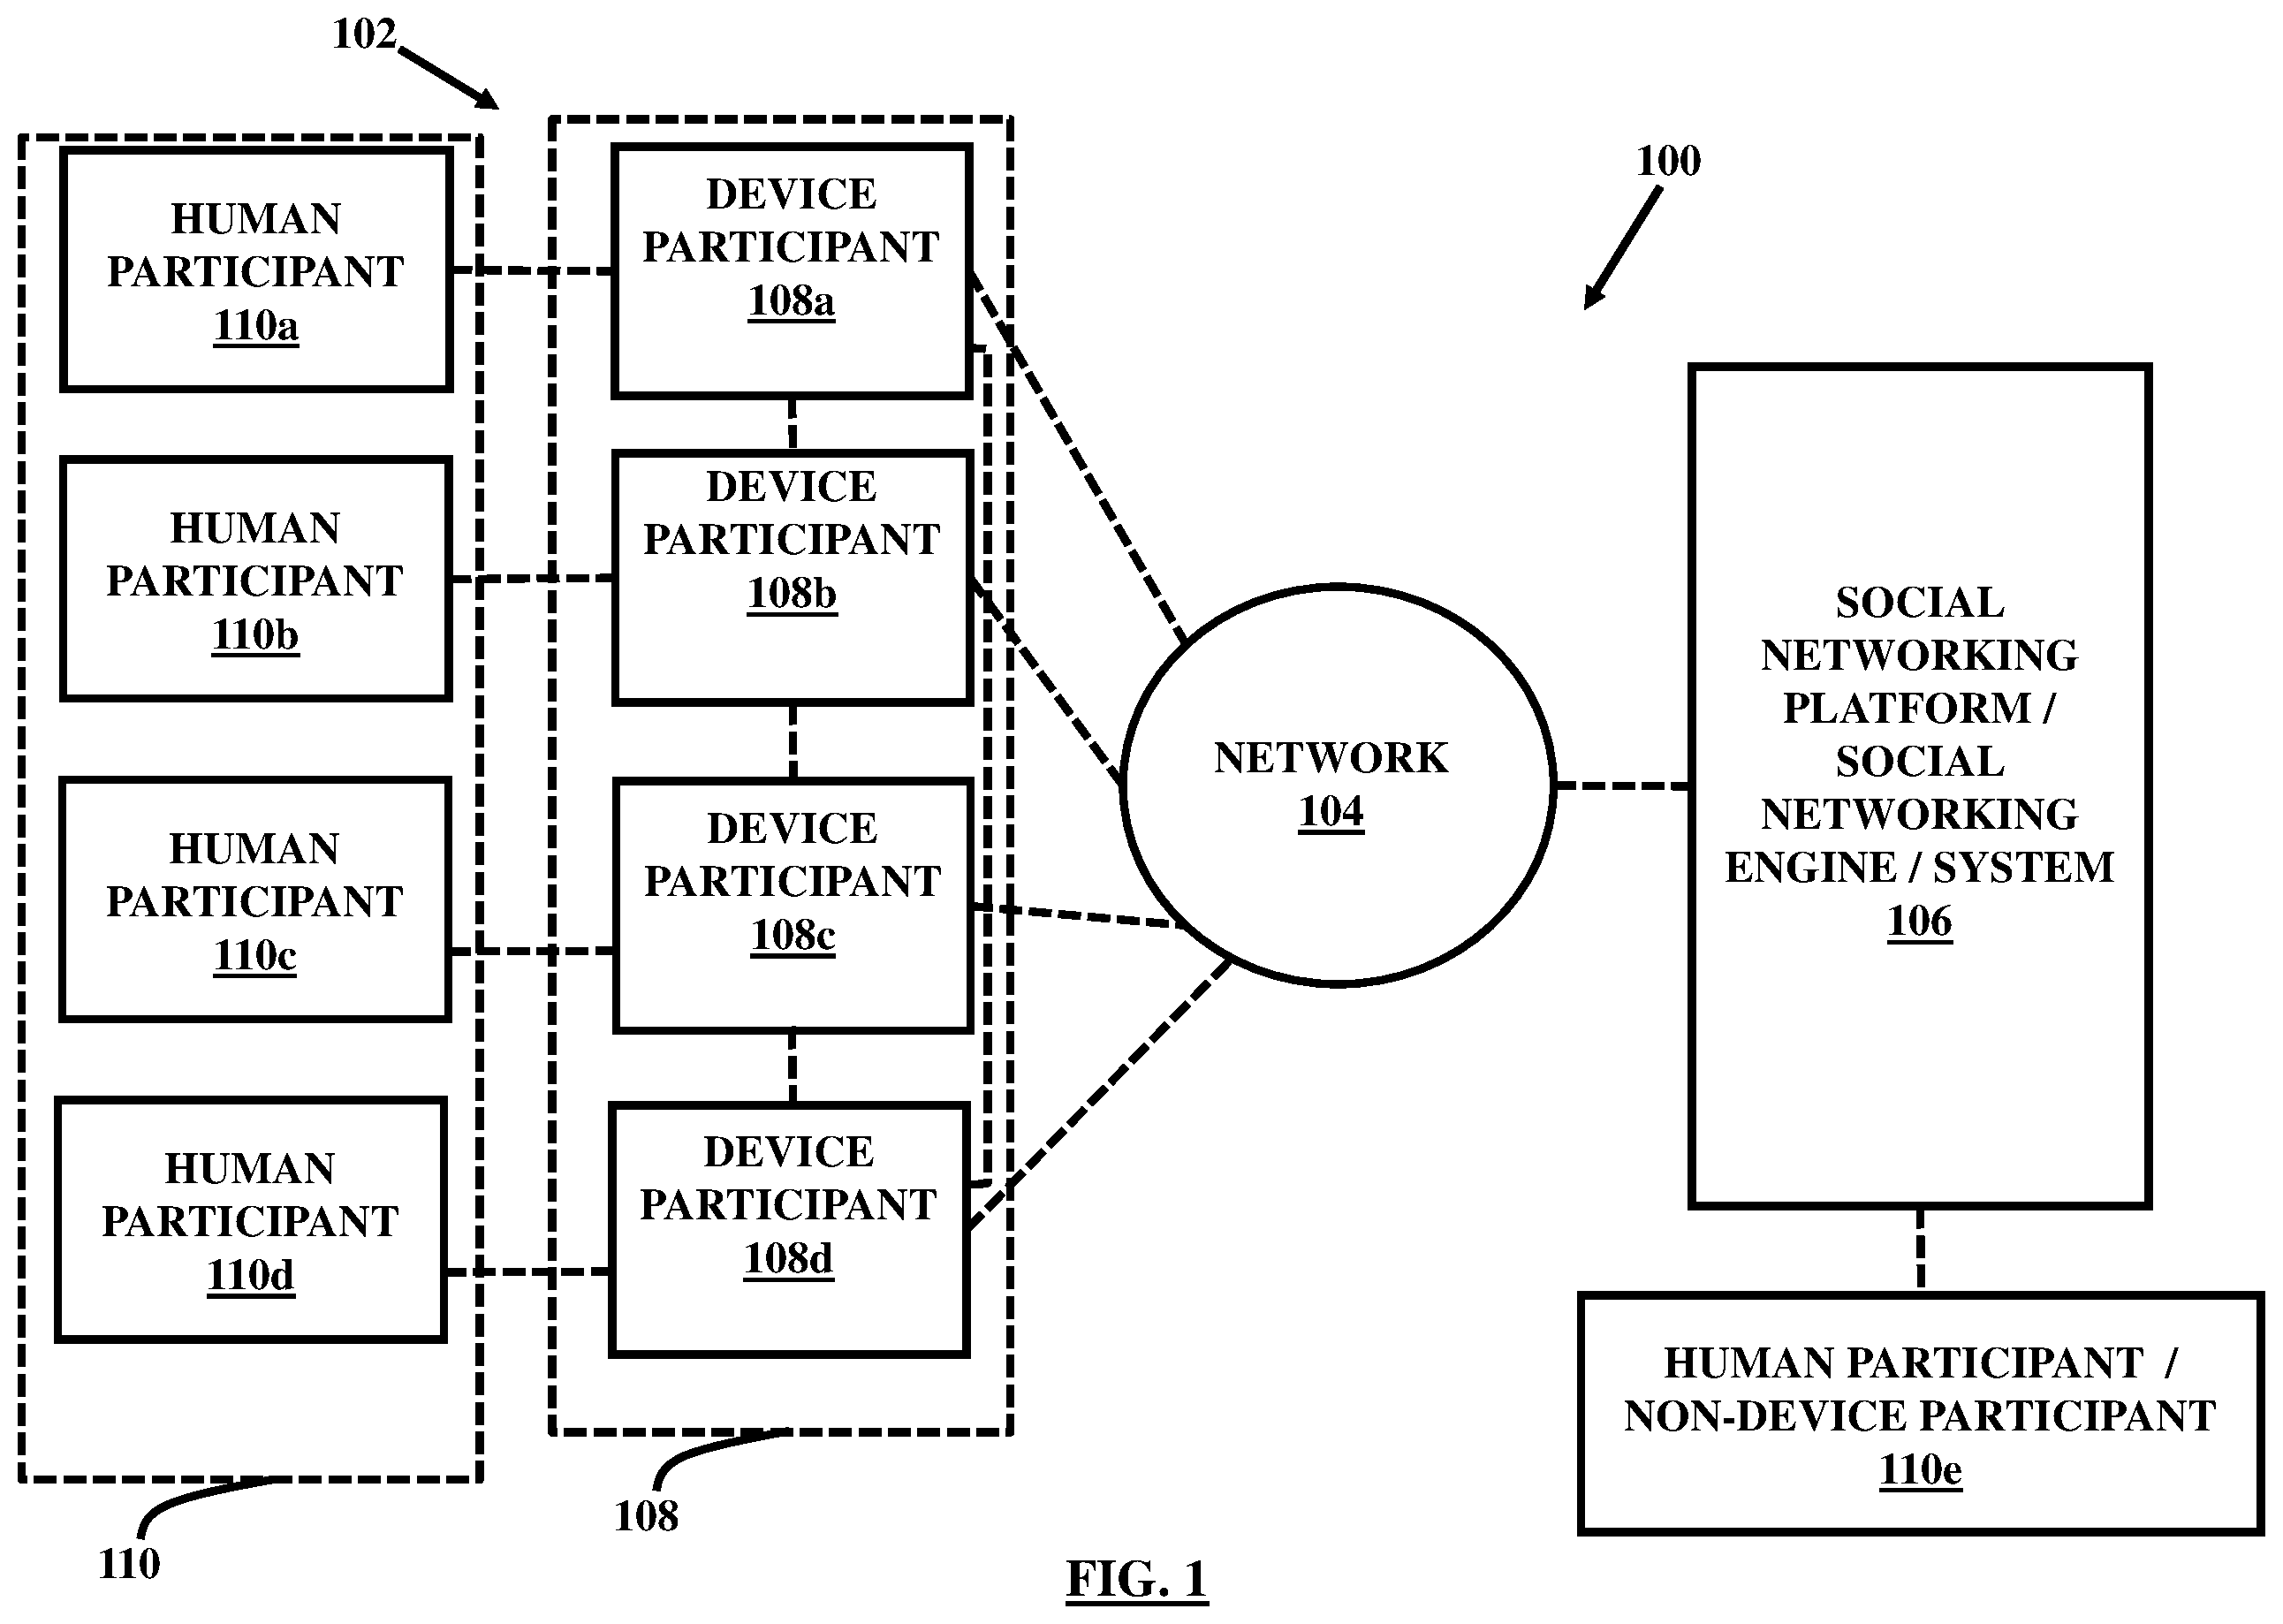 102
100
HUMAN
PARTICIPANT
110a
DEVICE
PARTICIPANT
108a
HUMAN
PARTICIPANT
110b
DEVICE
PARTICIPANT
108b
HUMAN
PARTICIPANT
110c
DEVICE
PARTICIPANT
108c
HUMAN
PARTICIPANT
110d
DEVICE
PARTICIPANT
108d
NETWORK
104
SOCIAL
NETWORKING
PLATFORM /
SOCIAL
NETWORKING
ENGINE / SYSTEM
106
HUMAN PARTICIPANT /
NON-DEVICE PARTICIPANT
110e
110
108
FIG. 1